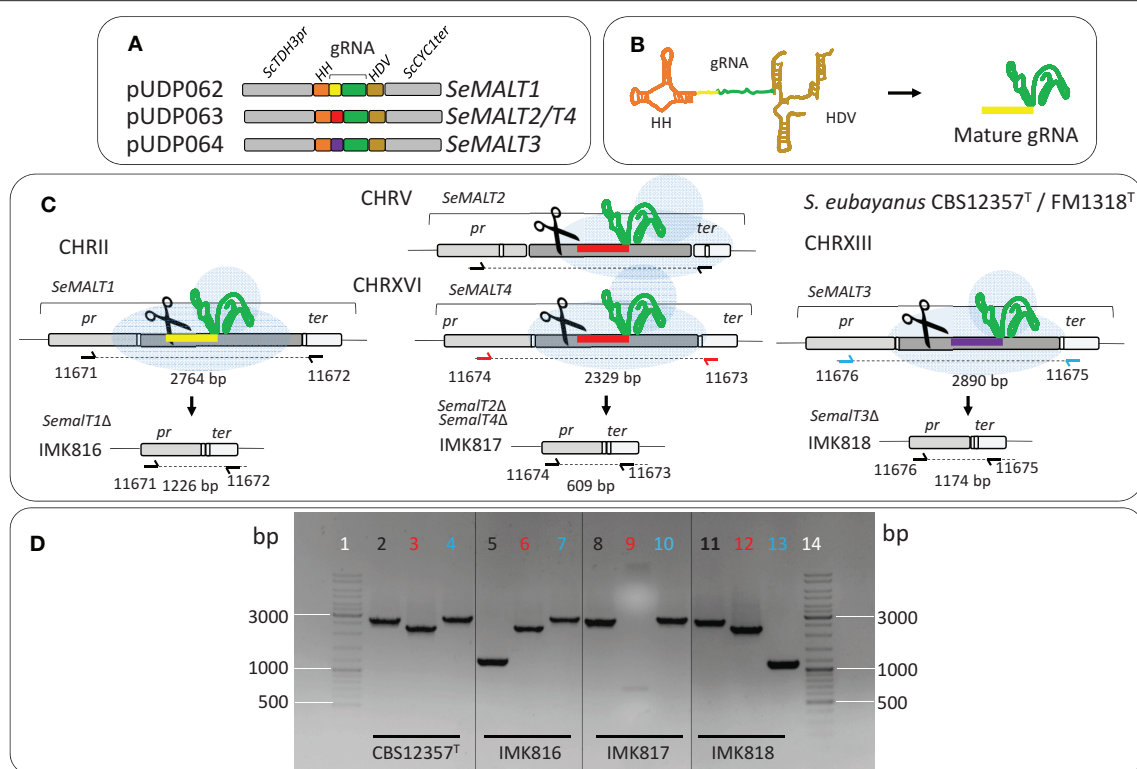 A
ScTDH3pr
HH
gRNA
HDV
ScCYC1ter
pUDP062
SeMALT1
pUDP063
SeMALT2/T4
pUDP064
SeMALT3
B
gRNA
HH
HDV
Mature gRNA
C
CHRII
SeMALT1
pr
ter
11671
11672
2764 bp
SemalT1Δ
IMK816
pr
ter
11671
1226 bp
11672
CHRV
SeMALT2
pr
ter
CHRXVI
SeMALT4
pr
ter
11674
11673
2329 bp
SemalT2Δ
SemalT4Δ
IMK817
pr
ter
11674
11673
609 bp
S. eubayanus CBS12357ᵀ / FM1318ᵀ
CHRXIII
SeMALT3
pr
ter
11676
11675
2890 bp
SemalT3Δ
IMK818
pr
ter
11676
11675
1174 bp
D
bp
1 2 3 4 5 6 7 8 9 10 11 12 13 14
bp
3000
3000
1000
1000
500
500
CBS12357ᵀ
IMK816
IMK817
IMK818